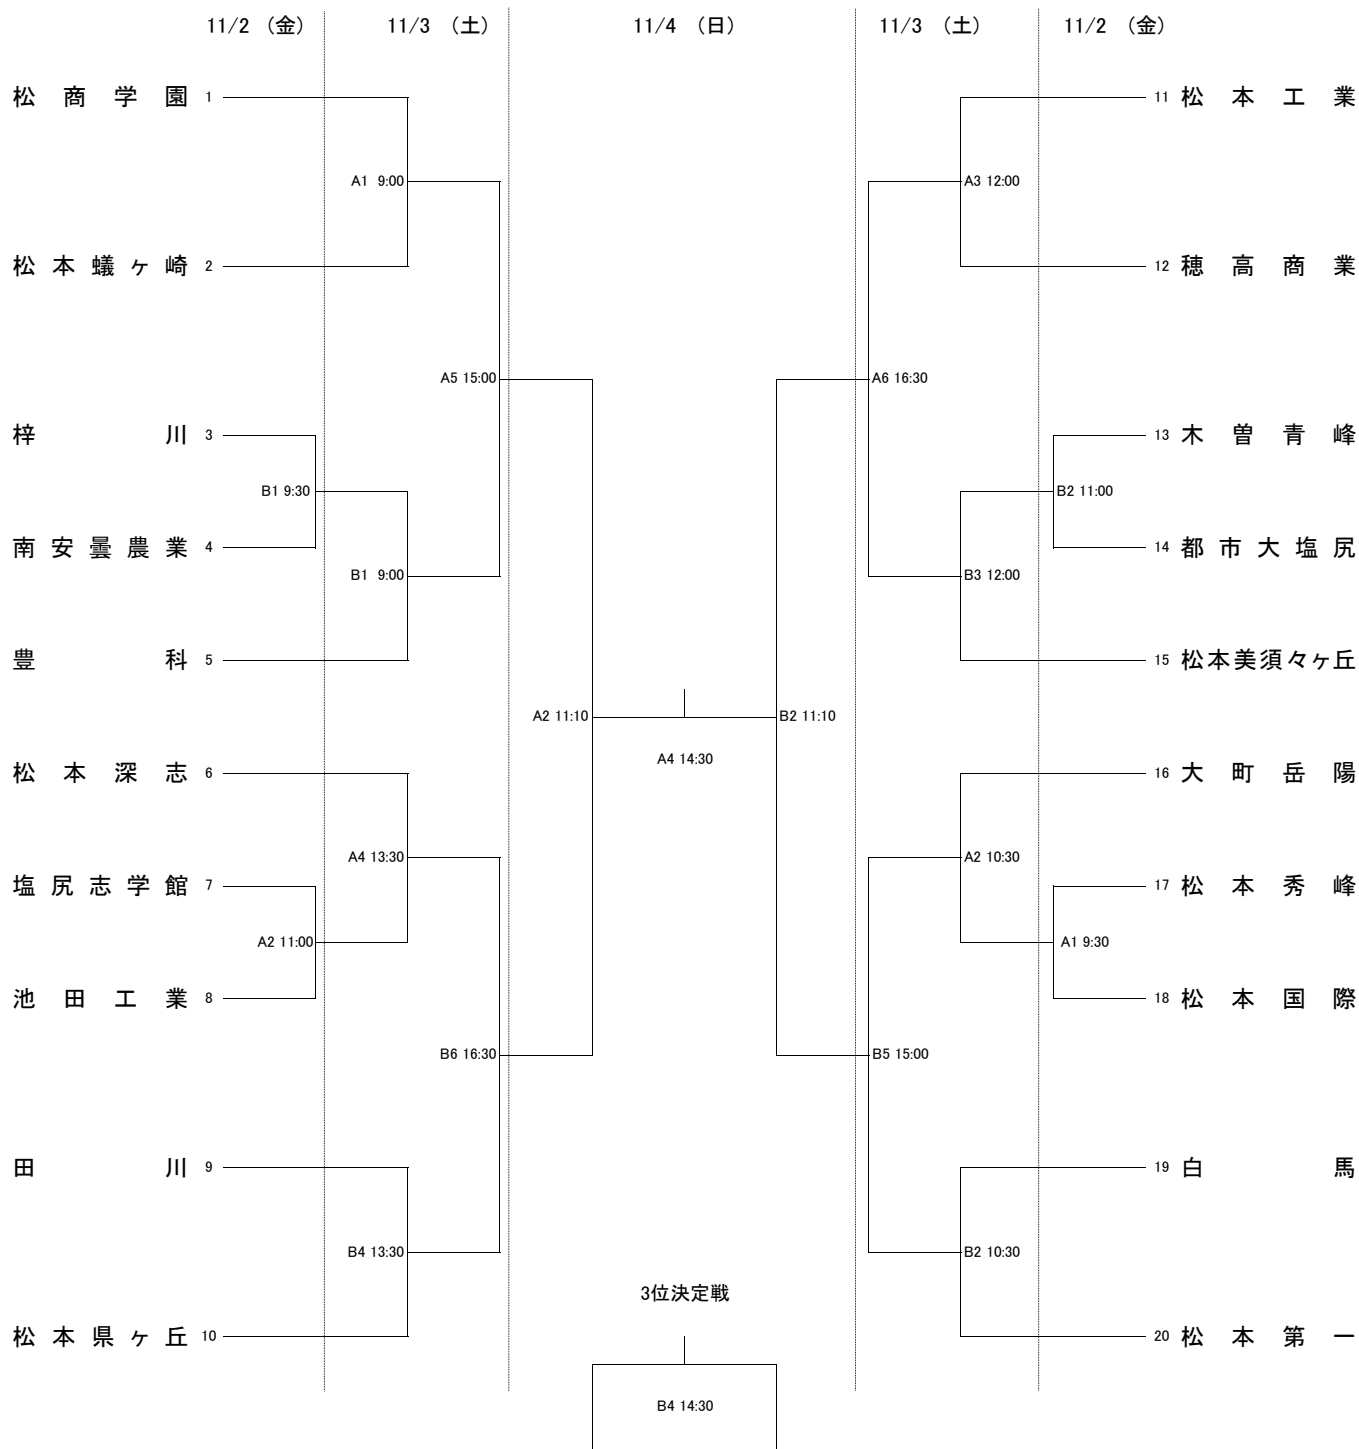 11/2 （金） 11/3 （土） 11/4 （日） 11/3 （土） 11/2 （金）
松商学園 1 11 松本工業
A1 9:00 A3 12:00
松本蟻ヶ崎 2 12 穂高商業
A5 15:00 A6 16:30
梓川 3 13 木曽青峰
B1 9:30 B2 11:00
南安曇農業 4 14 都市大塩尻
B1 9:00 B3 12:00
豊科 5 15 松本美須々ヶ丘
A2 11:10 B2 11:10
A4 14:30
松本深志 6 16 大町岳陽
A4 13:30 A2 10:30
塩尻志学館 7 17 松本秀峰
A2 11:00 A1 9:30
池田工業 8 18 松本国際
B6 16:30 B5 15:00
田川 9 19 白馬
B4 13:30 B2 10:30
3位決定戦
松本県ヶ丘 10 20 松本第一
B4 14:30